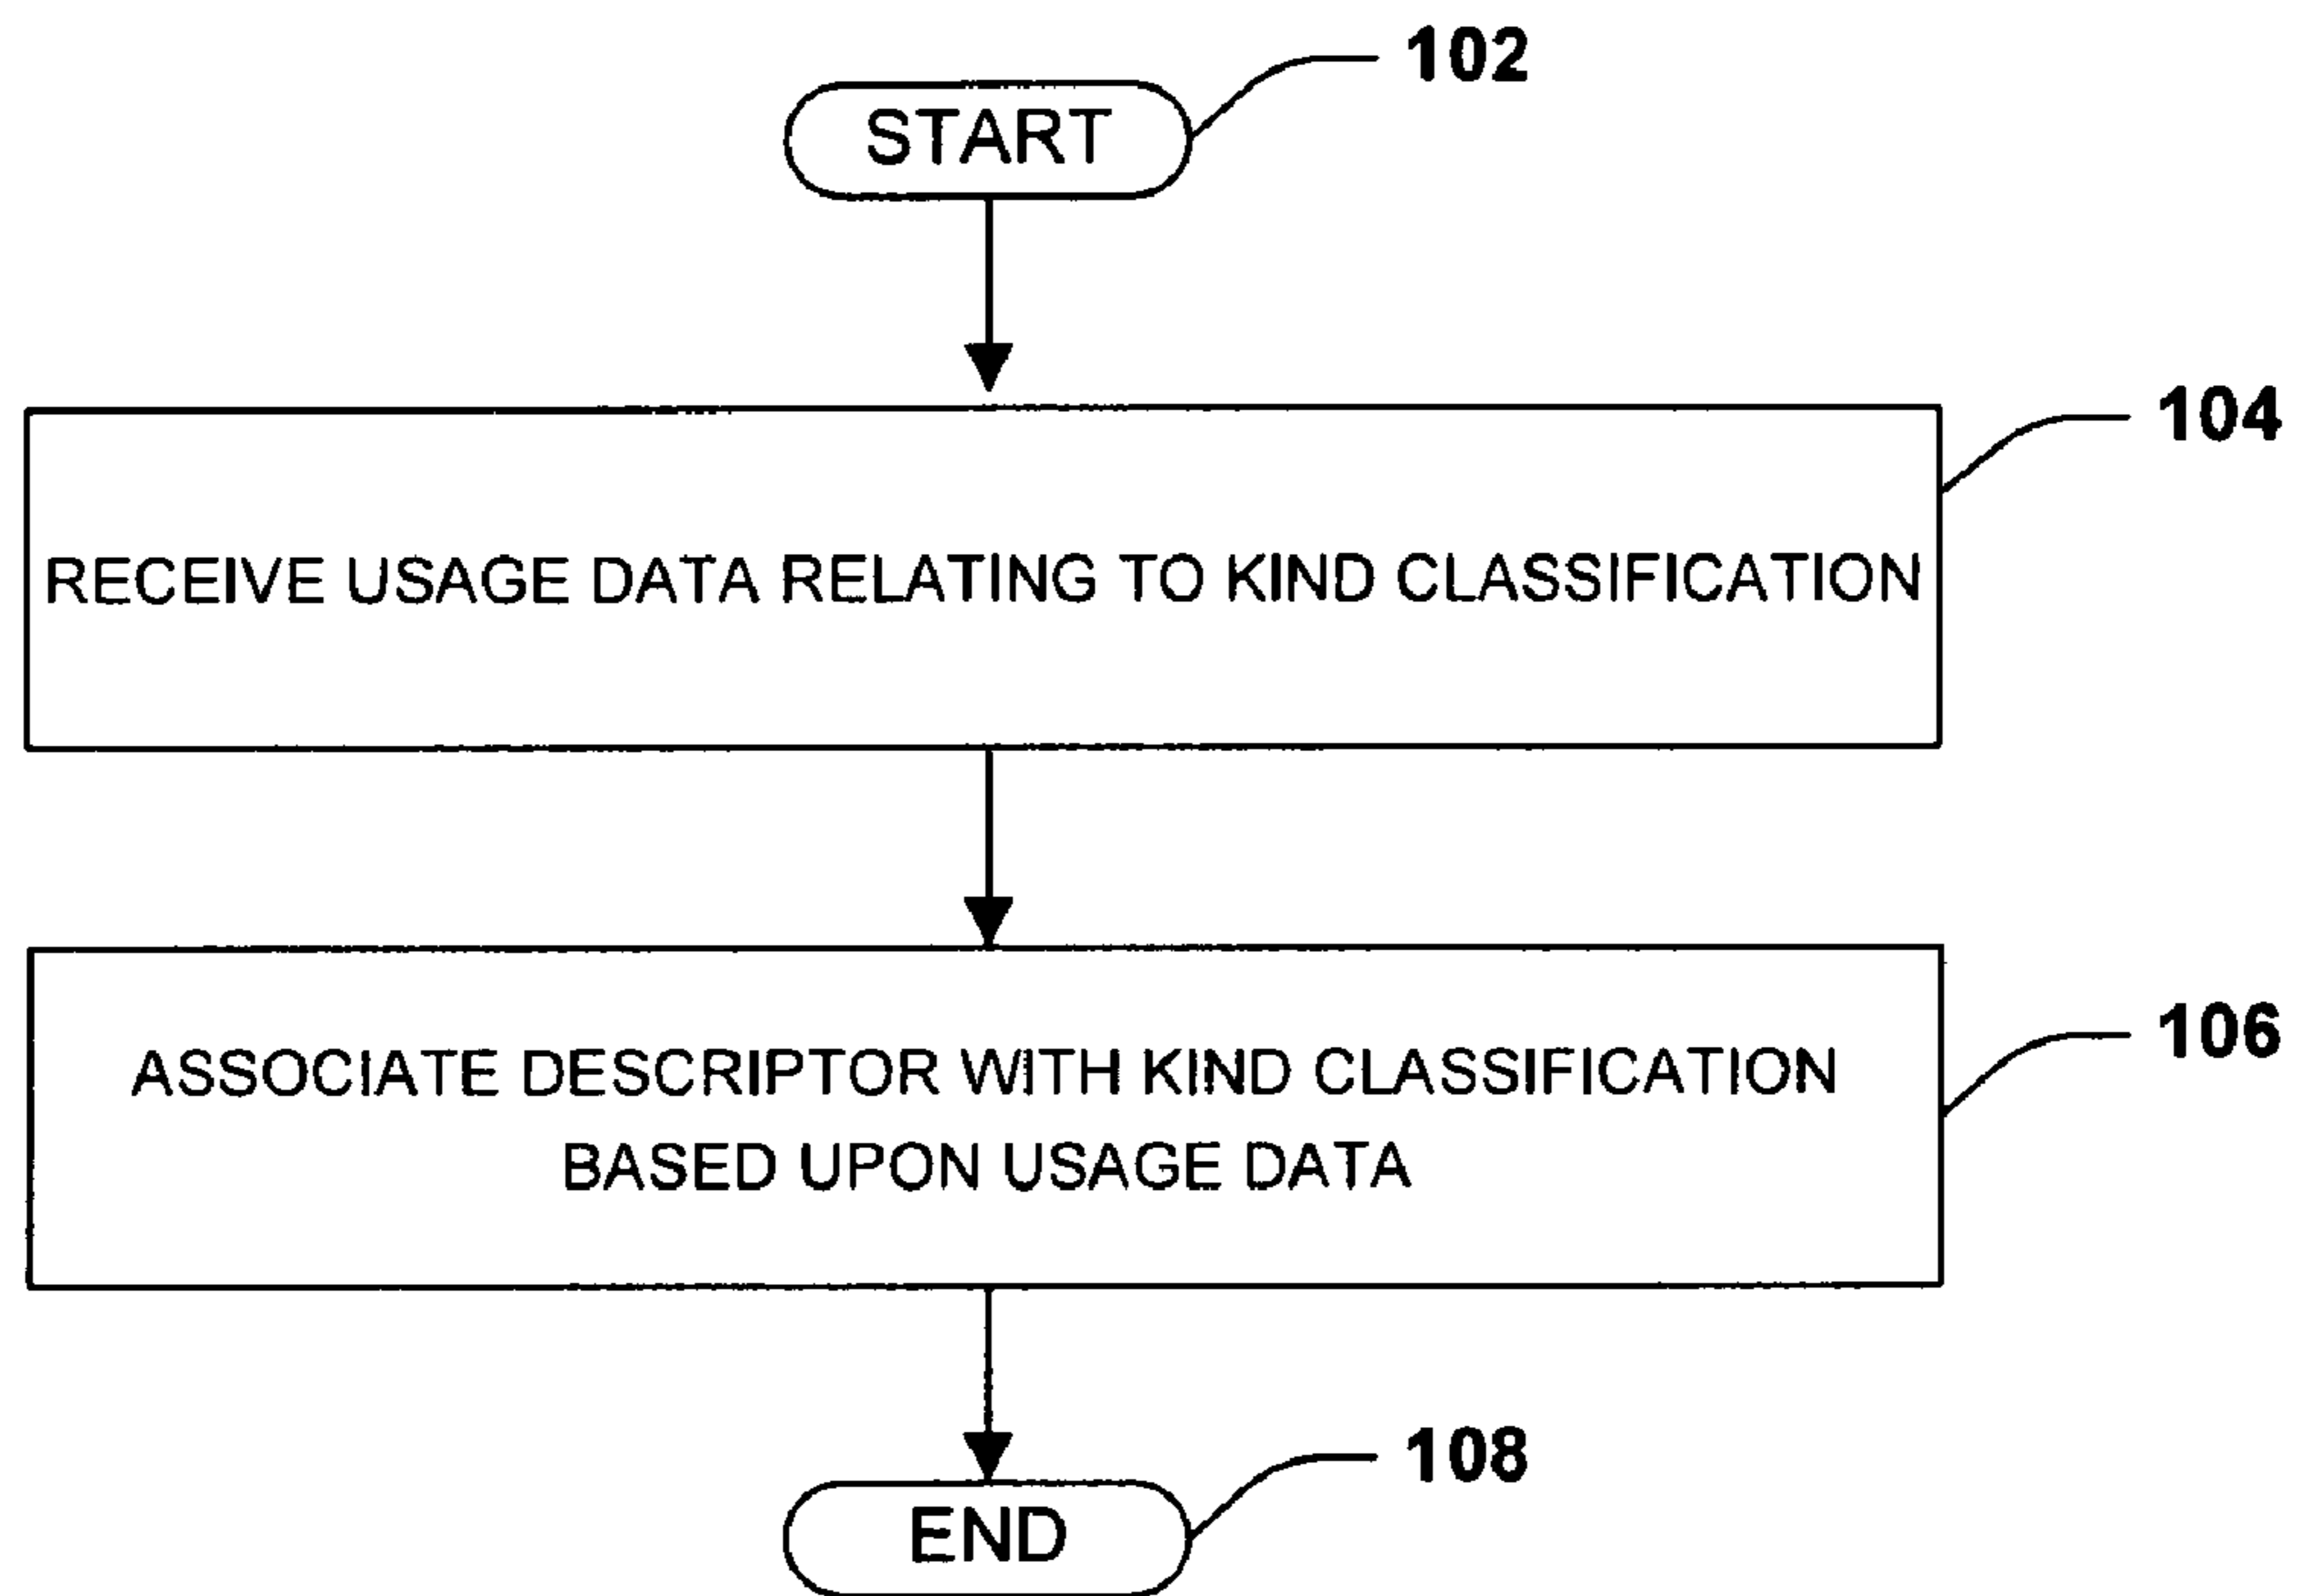 102
START
104
RECEIVE USAGE DATA RELATING TO KIND CLASSIFICATION
106
ASSOCIATE DESCRIPTOR WITH KIND CLASSIFICATION
BASED UPON USAGE DATA
108
END